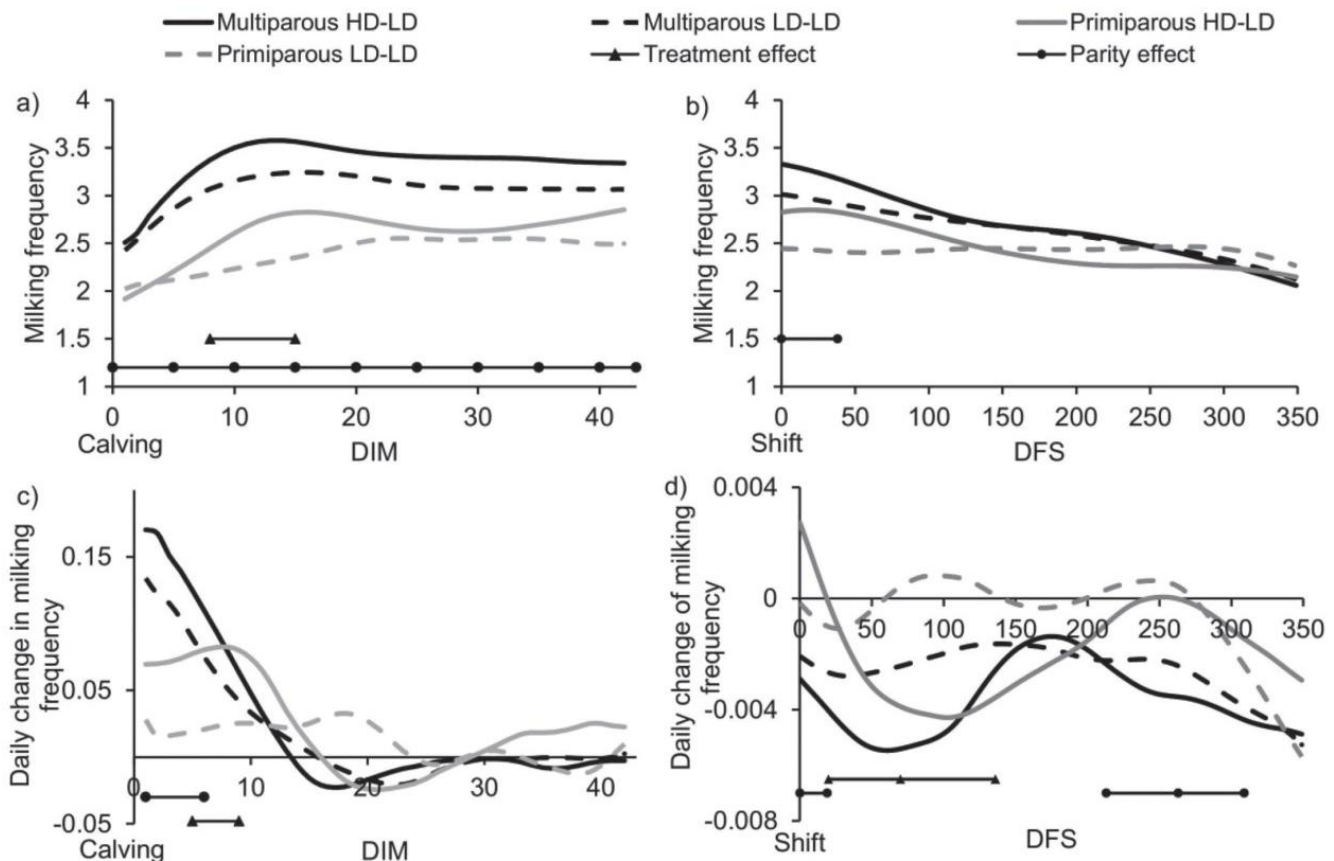 Multiparous HD-LD
Multiparous LD-LD
Primiparous HD-LD
Primiparous LD-LD
Treatment effect
Parity effect
a)
Milking frequency
4
3.5
3
2.5
2
1.5
1
0 10 20 30 40
Calving
DIM
b)
Milking frequency
4
3.5
3
2.5
2
1.5
1
0 50 100 150 200 250 300 350
Shift
DFS
c)
Daily change in milking
frequency
0.15
0.05
-0.05
0 10 20 30 40
Calving
DIM
d)
Daily change of milking
frequency
0.004
0
-0.004
-0.008
0 50 100 150 200 250 300 350
Shift
DFS